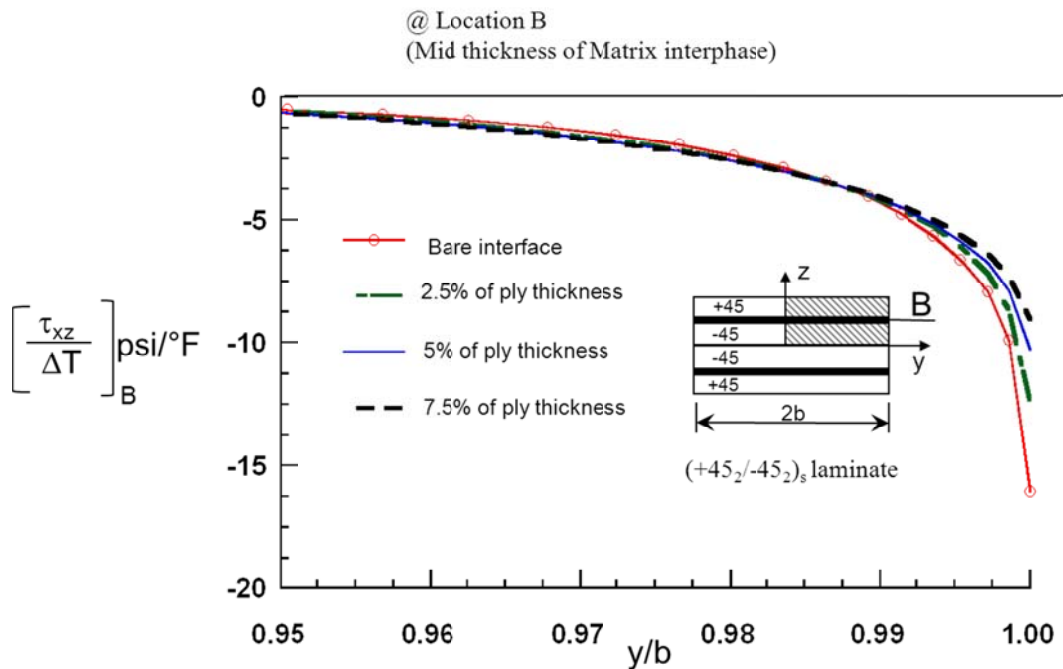 @ Location B
(Mid thickness of Matrix interphase)
0
-5
-10
-15
-20
[τxz/ΔT]B psi/°F
Bare interface
2.5% of ply thickness
5% of ply thickness
7.5% of ply thickness
z
+45
B
-45
y
-45
+45
2b
(+45₂/-45₂)ₛ laminate
0.95 0.96 0.97 0.98 0.99 1.00
y/b